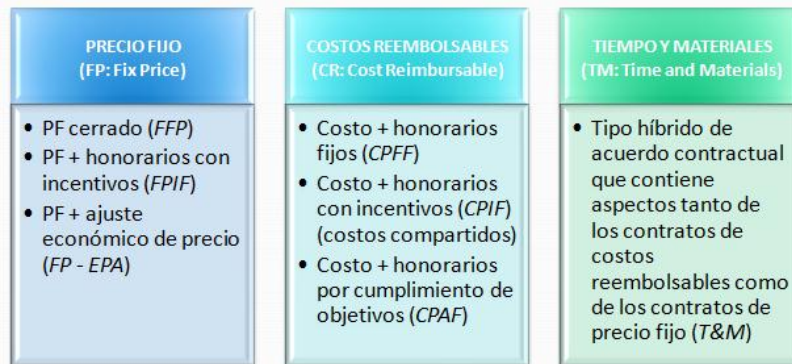 PRECIO FIJO
(FP: Fix Price)
• PF cerrado (FFP)
• PF + honorarios con
incentivos (FPIF)
• PF + ajuste
económico de precio
(FP - EPA)
COSTOS REEMBOLSABLES
(CR: Cost Reimbursable)
• Costo + honorarios
fijos (CPFF)
• Costo + honorarios
con incentivos (CPIF)
(costos compartidos)
• Costo + honorarios
por cumplimiento de
objetivos (CPAF)
TIEMPO Y MATERIALES
(TM: Time and Materials)
• Tipo híbrido de
acuerdo contractual
que contiene
aspectos tanto de
los contratos de
costos
reembolsables como
de los contratos de
precio fijo (T&M)